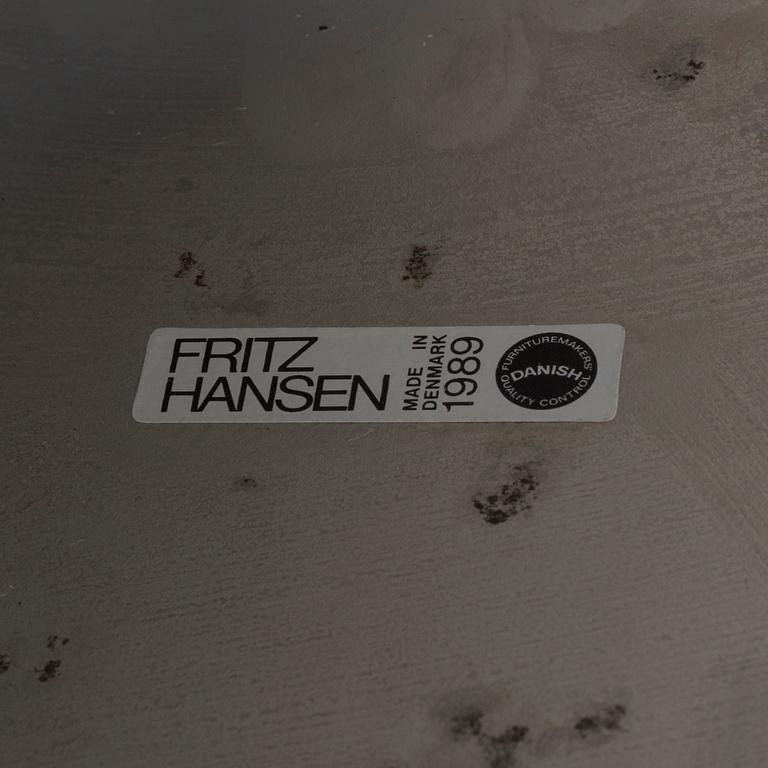 FRITZ
HANSEN
MADE IN
DENMARK
1989
FURNITUREMAKERS'
DANISH
QUALITY CONTROL